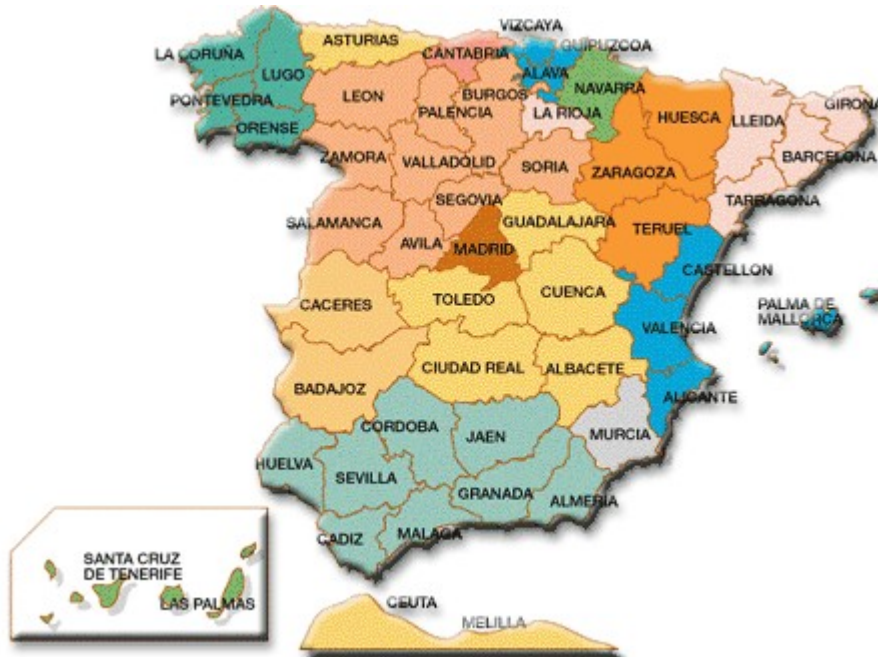 VIZCAYA
ASTURIAS
LA CORUÑA
CANTABRIA
GUIPUZCOA
LUGO
ALAVA
NAVARRA
LEON
BURGOS
PONTEVEDRA
PALENCIA
LA RIOJA
HUESCA
LLEIDA
GIRONA
ORENSE
ZAMORA
VALLADOLID
SORIA
ZARAGOZA
BARCELONA
SEGOVIA
TARRAGONA
SALAMANCA
GUADALAJARA
TERUEL
AVILA
MADRID
CASTELLON
CACERES
TOLEDO
CUENCA
PALMA DE
MALLORCA
VALENCIA
CIUDAD REAL
ALBACETE
BADAJOZ
ALICANTE
CORDOBA
JAEN
MURCIA
HUELVA
SEVILLA
GRANADA
ALMERIA
CADIZ
MALAGA
SANTA CRUZ
DE TENERIFE
LAS PALMAS
CEUTA
MELILLA